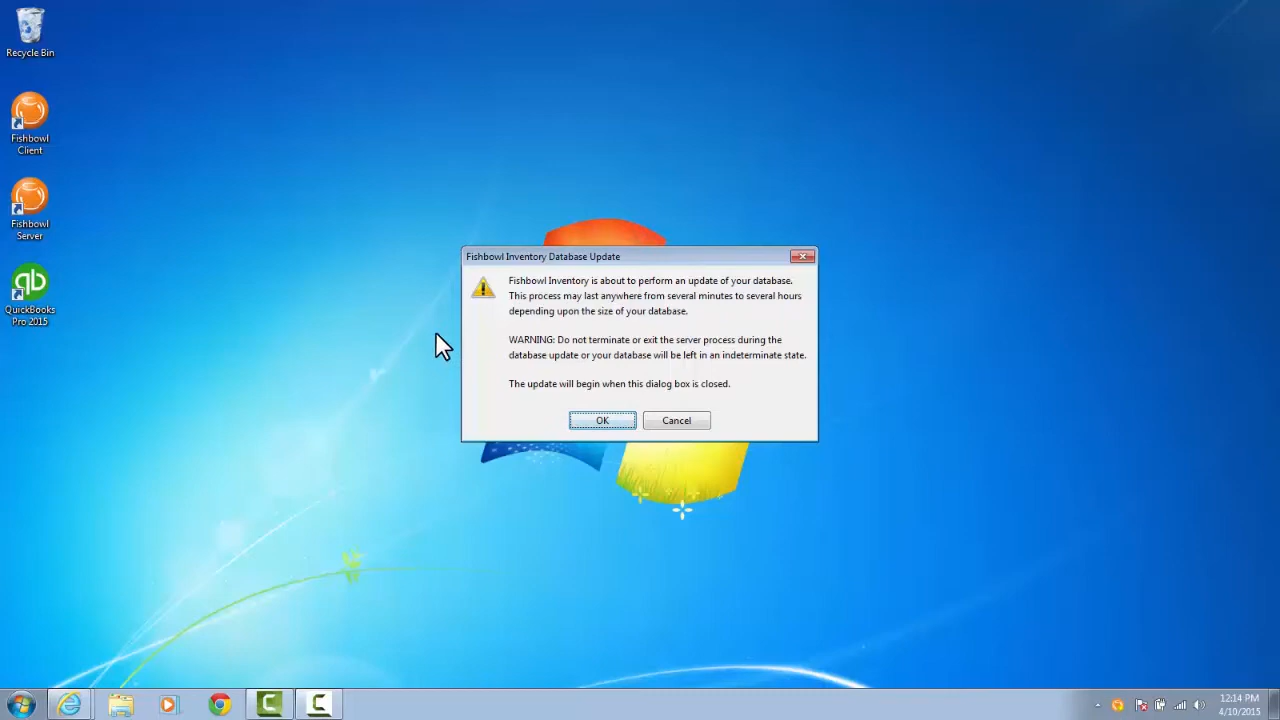 Recycle Bin
Fishbowl
Client
Fishbowl
Server
qb
QuickBooks
Pro 2015
Fishbowl Inventory Database Update
Fishbowl Inventory is about to perform an update of your database.
This process may last anywhere from several minutes to several hours
depending upon the size of your database.
WARNING: Do not terminate or exit the server process during the
database update or your database will be left in an indeterminate state.
The update will begin when this dialog box is closed.
OK
Cancel
12:14 PM
4/10/2015